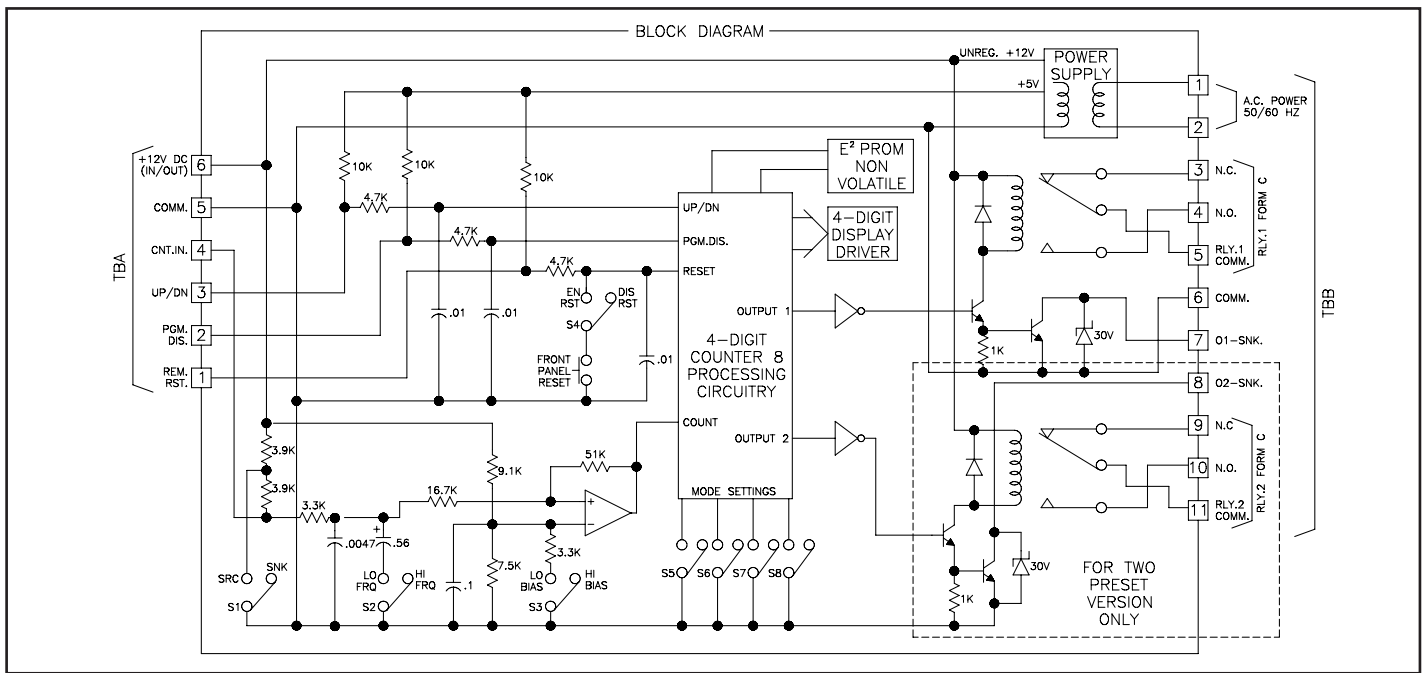 BLOCK DIAGRAM
UNREG. +12V
POWER
SUPPLY
+5V
1
2
A.C. POWER
50/60 HZ
TBA
+12V DC
(IN/OUT)
6
COMM.
5
CNT.IN.
4
UP/DN
3
PGM.
DIS.
2
REM.
RST.
1
10K
10K
10K
4.7K
4.7K
4.7K
.01
.01
.01
EN
RST
DIS
RST
S4
FRONT
PANEL
RESET
E² PROM
NON
VOLATILE
4-DIGIT
DISPLAY
DRIVER
UP/DN
PGM.DIS.
RESET
OUTPUT 1
4-DIGIT
COUNTER 8
PROCESSING
CIRCUITRY
COUNT
OUTPUT 2
MODE SETTINGS
S5
S6
S7
S8
3.9K
3.9K
3.3K
.0047
+
.56
16.7K
9.1K
51K
+
−
7.5K
3.3K
.1
SRC
SNK
S1
LO
FRQ
HI
FRQ
S2
LO
BIAS
HI
BIAS
S3
1K
30V
1K
30V
3
N.C.
4
N.O.
5
RLY.1
COMM.
RLY.1 FORM C
6
COMM.
7
O1-SNK.
8
O2-SNK.
9
N.C
10
N.O.
11
RLY.2
COMM.
RLY.2 FORM C
TBB
FOR TWO
PRESET
VERSION
ONLY